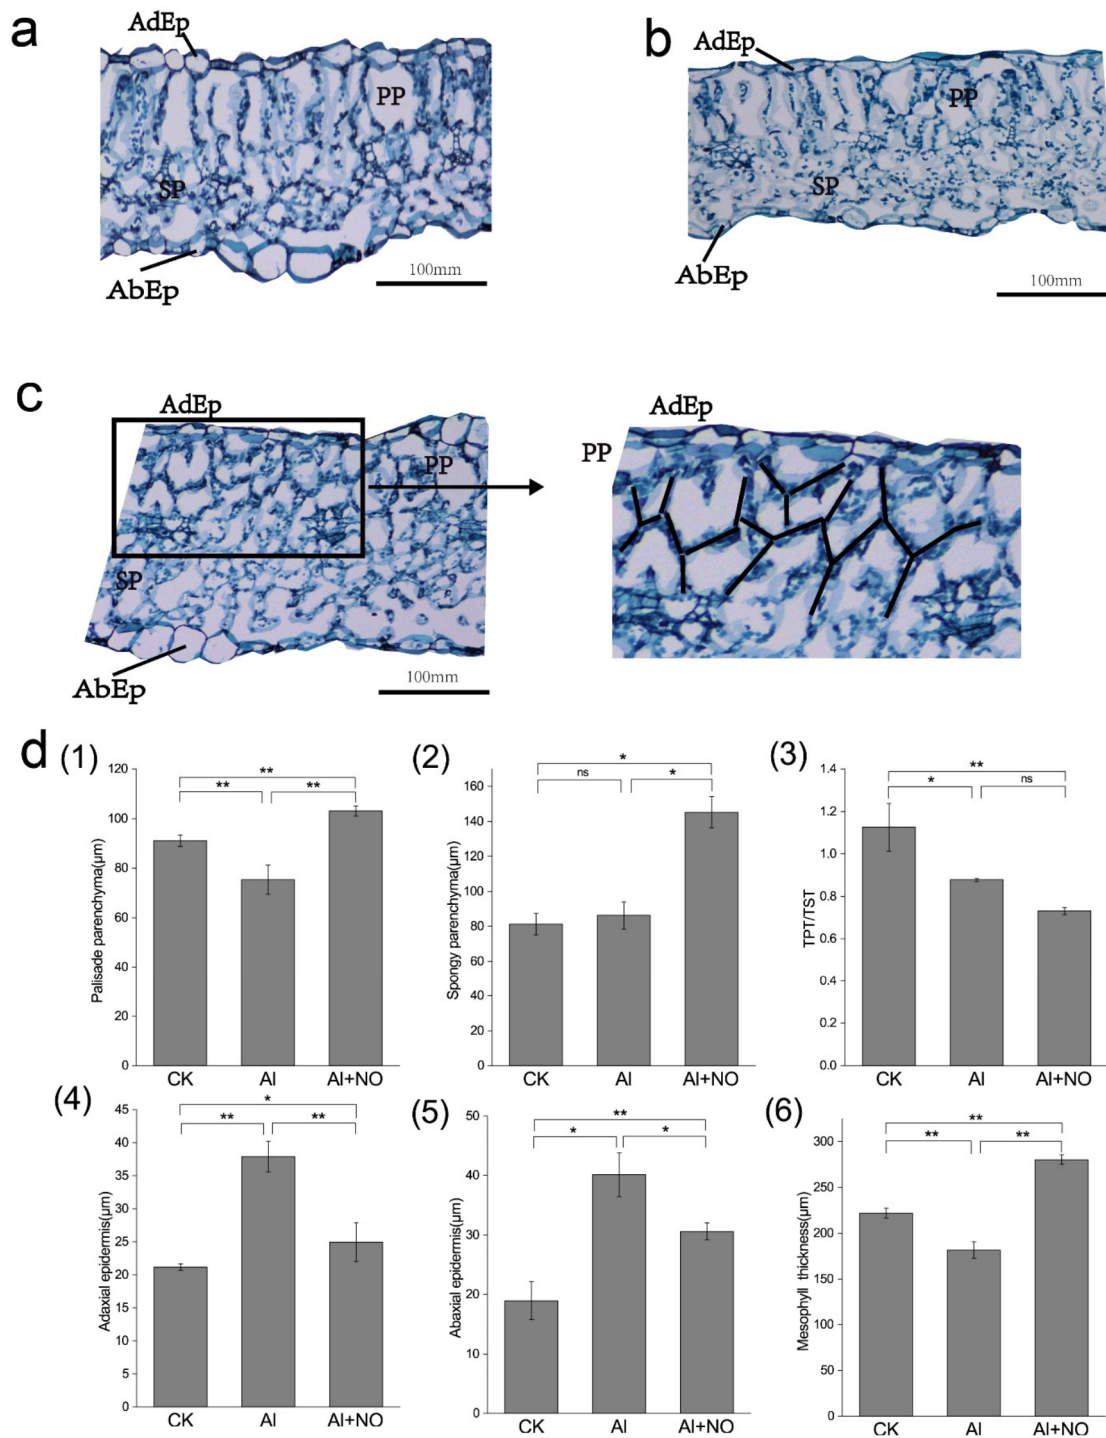 a
AdEp
PP
SP
AbEp
100mm
b
AdEp
PP
SP
AbEp
100mm
c
AdEp
PP
SP
AbEp
100mm
AdEp
PP
d
(1)
120
100
80
60
40
20
0
Palisade parenchyma(μm)
**
** **
CK Al Al+NO
(2)
160
140
120
100
80
60
40
20
0
Spongy parenchyma(μm)
*
ns *
CK Al Al+NO
(3)
1.4
1.2
1.0
0.8
0.6
0.4
0.2
0.0
TPT/TST
**
* ns
CK Al Al+NO
(4)
45
40
35
30
25
20
15
10
5
0
Adaxial epidermis(μm)
*
** **
CK Al Al+NO
(5)
50
40
30
20
10
0
Abaxial epidermis(μm)
**
* *
CK Al Al+NO
(6)
300
250
200
150
100
50
0
Mesophyll thickness(μm)
**
** **
CK Al Al+NO